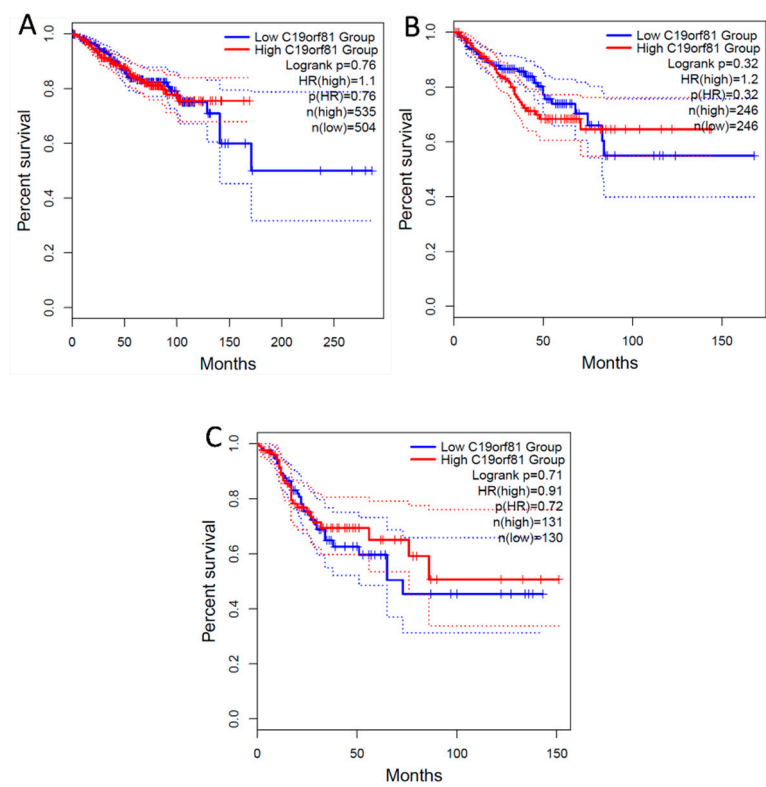 A
Low C19orf81 Group
High C19orf81 Group
Logrank p=0.76
HR(high)=1.1
p(HR)=0.76
n(high)=535
n(low)=504
Percent survival
0.0 0.2 0.4 0.6 0.8 1.0
0 50 100 150 200 250
Months
B
Low C19orf81 Group
High C19orf81 Group
Logrank p=0.32
HR(high)=1.2
p(HR)=0.32
n(high)=246
n(low)=246
Percent survival
0.0 0.2 0.4 0.6 0.8 1.0
0 50 100 150
Months
C
Low C19orf81 Group
High C19orf81 Group
Logrank p=0.71
HR(high)=0.91
p(HR)=0.72
n(high)=131
n(low)=130
Percent survival
0.0 0.2 0.4 0.6 0.8 1.0
0 50 100 150
Months